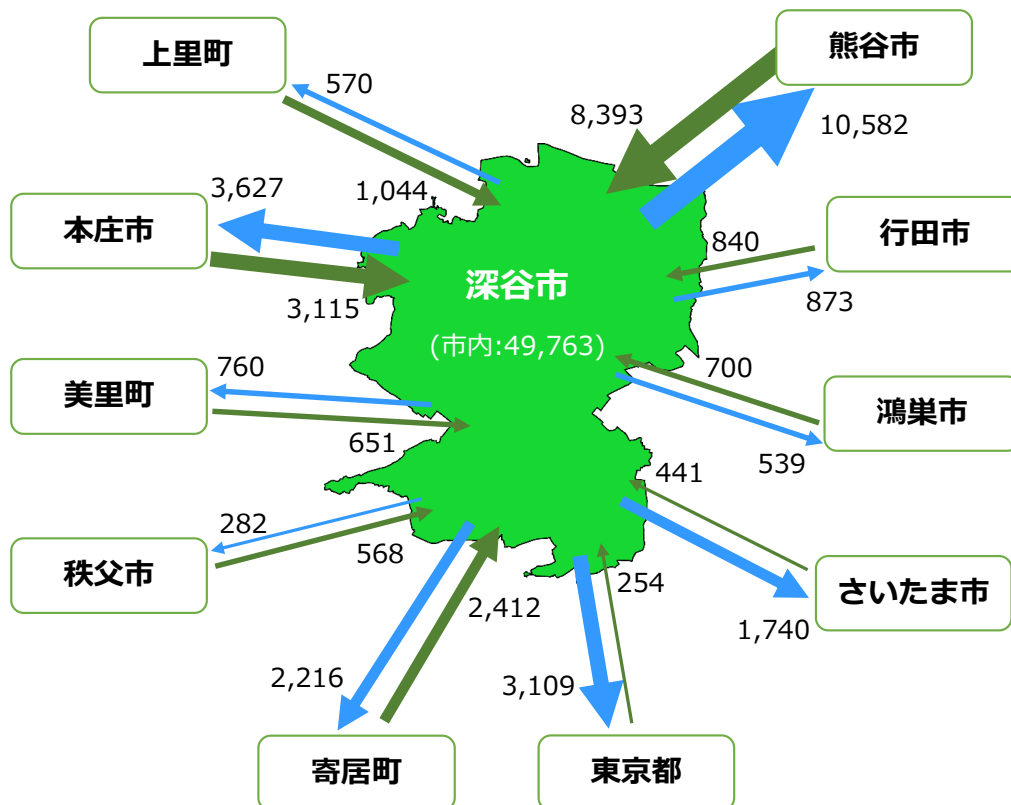 上里町
570
1,044
熊谷市
8,393
10,582
本庄市
3,627
3,115
行田市
840
873
深谷市
(市内:49,763)
美里町
760
651
鴻巣市
700
539
秩父市
282
568
さいたま市
441
1,740
寄居町
2,216
2,412
東京都
3,109
254